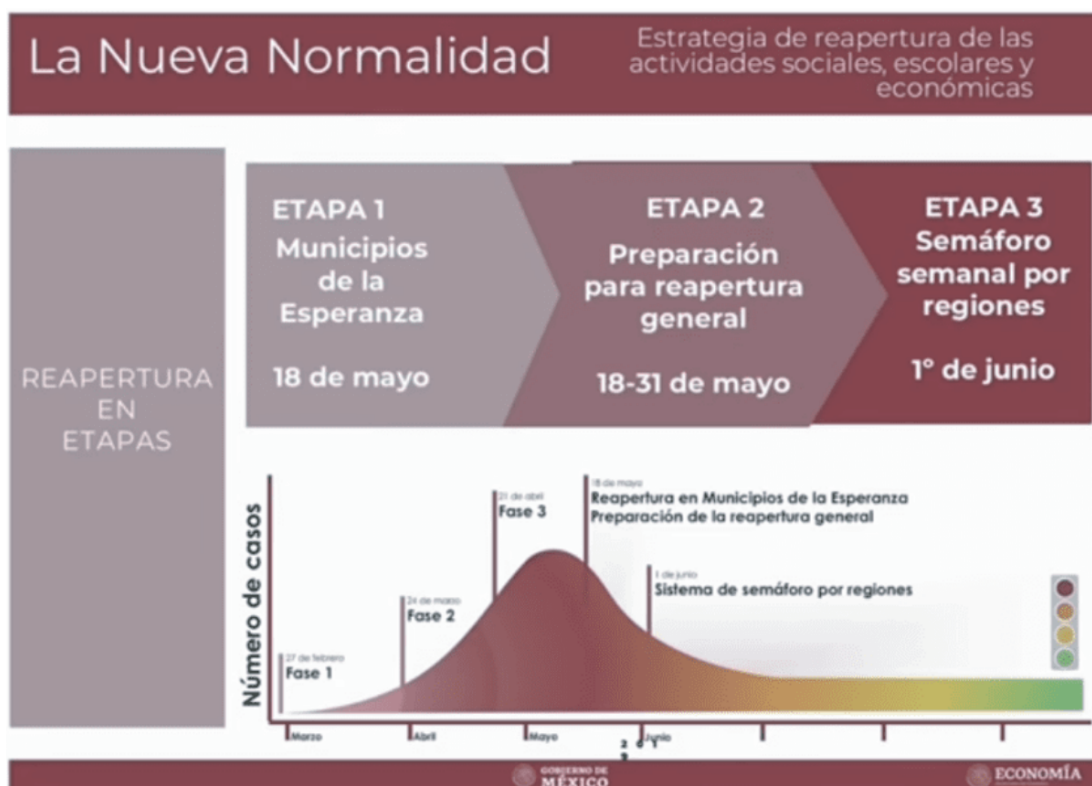 La Nueva Normalidad
Estrategia de reapertura de las
actividades sociales, escolares y
económicas
REAPERTURA
EN
ETAPAS
ETAPA 1
Municipios
de la
Esperanza
18 de mayo
ETAPA 2
Preparación
para reapertura
general
18-31 de mayo
ETAPA 3
Semáforo
semanal por
regiones
1° de junio
Número de casos
27 de febrero
Fase 1
24 de marzo
Fase 2
21 de abril
Fase 3
18 de mayo
Reapertura en Municipios de la Esperanza
Preparación de la reapertura general
1 de junio
Sistema de semáforo por regiones
Marzo
Abril
Mayo
Junio
GOBIERNO DE
MÉXICO
ECONOMÍA